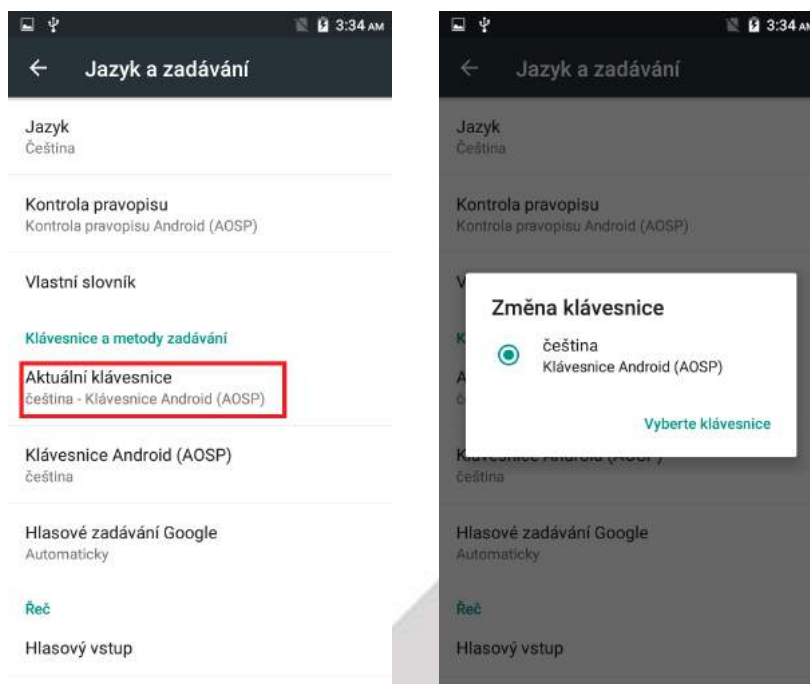 3:34 AM
Jazyk a zadávání
Jazyk
Čeština
Kontrola pravopisu
Kontrola pravopisu Android (AOSP)
Vlastní slovník
Klávesnice a metody zadávání
Aktuální klávesnice
čeština - Klávesnice Android (AOSP)
Klávesnice Android (AOSP)
čeština
Hlasové zadávání Google
Automaticky
Řeč
Hlasový vstup
3:34 AM
Jazyk a zadávání
Jazyk
Čeština
Kontrola pravopisu
Kontrola pravopisu Android (AOSP)
Změna klávesnice
čeština
Klávesnice Android (AOSP)
Vyberte klávesnice
čeština
Hlasové zadávání Google
Automaticky
Řeč
Hlasový vstup